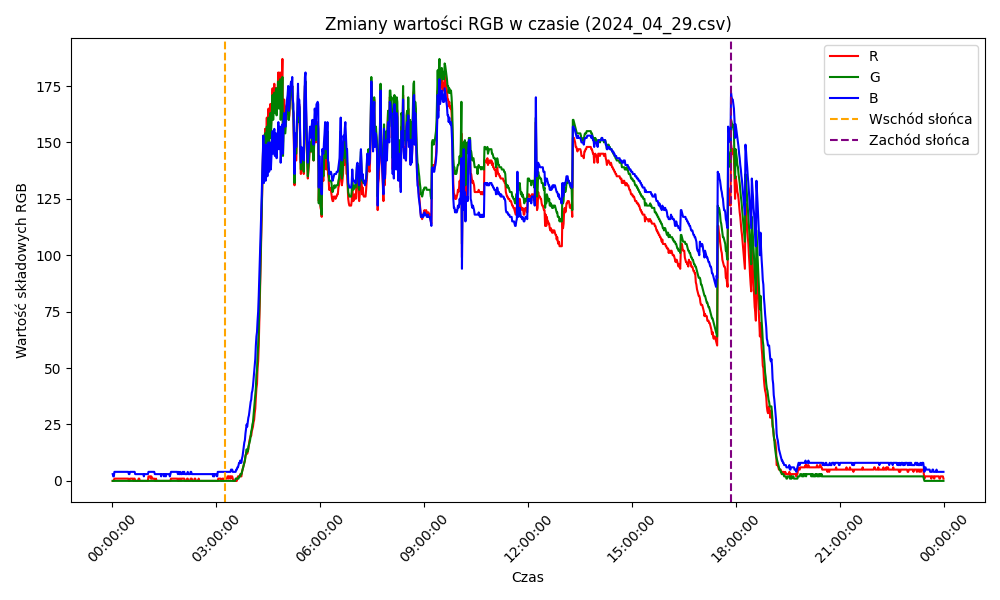 Zmiany wartości RGB w czasie (2024_04_29.csv)
R
G
B
Wschód słońca
Zachód słońca
Wartość składowych RGB
175
150
125
100
75
50
25
0
00:00:00
03:00:00
06:00:00
09:00:00
12:00:00
15:00:00
18:00:00
21:00:00
00:00:00
Czas